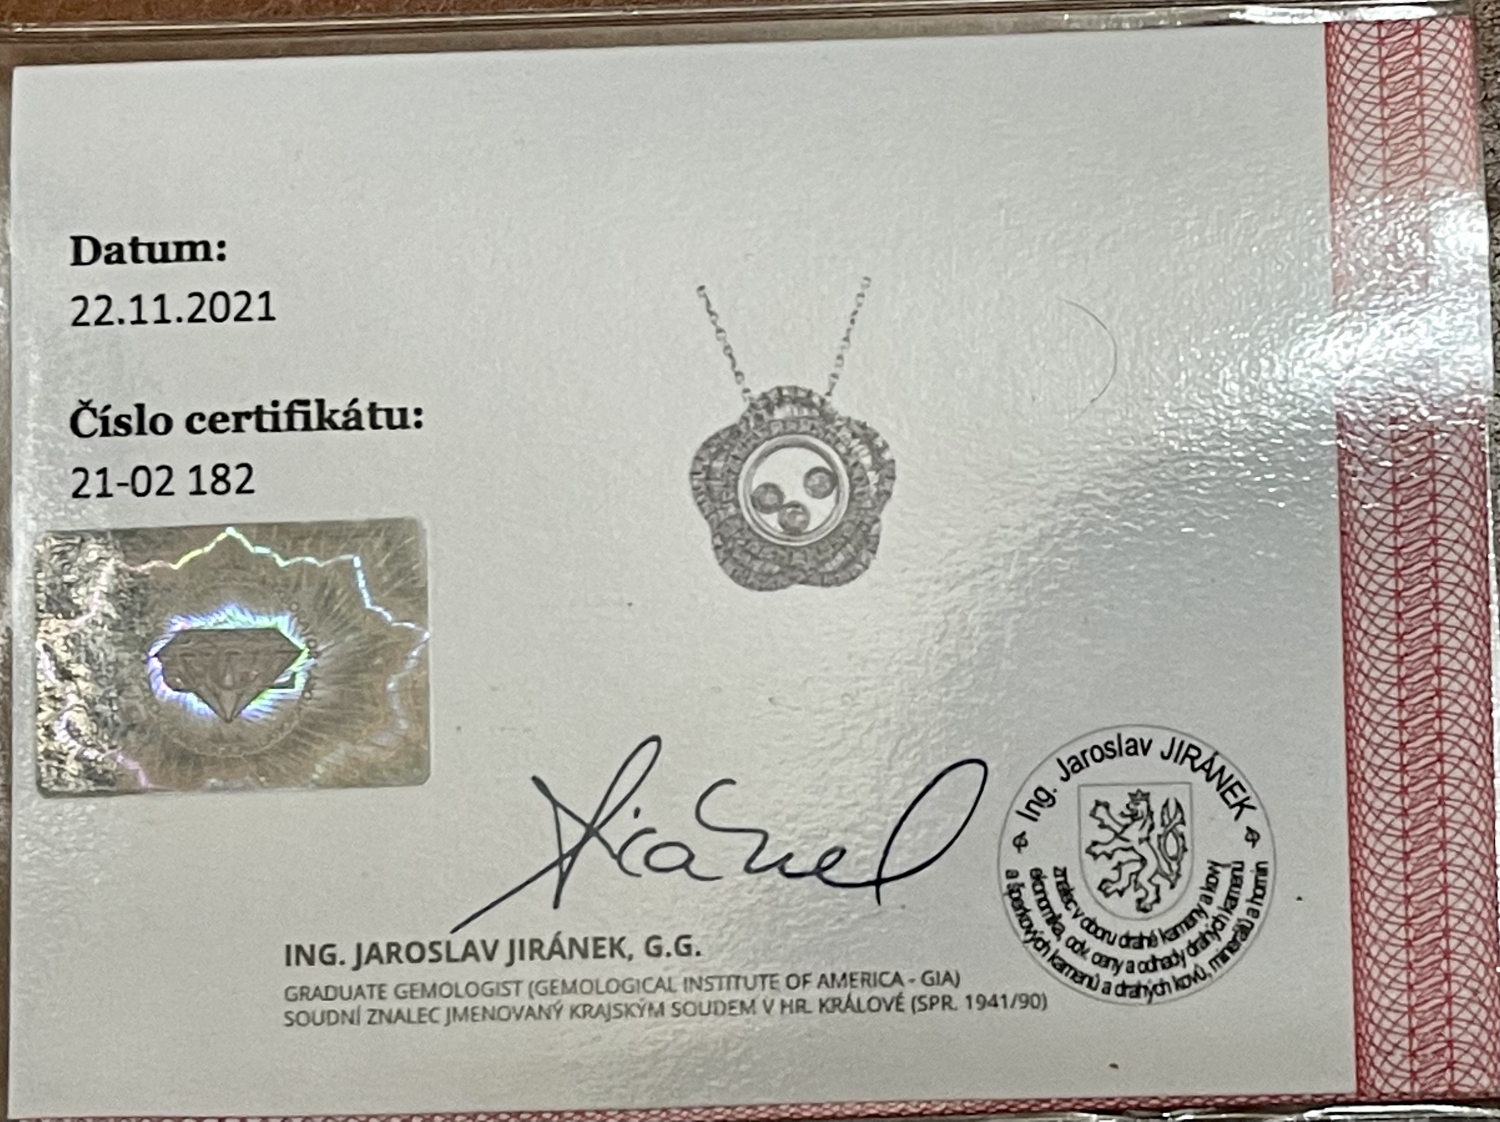 Datum:
22.11.2021
Číslo certifikátu:
21-02 182
Jiránek
ING. JAROSLAV JIRÁNEK, G.G.
GRADUATE GEMOLOGIST (GEMOLOGICAL INSTITUTE OF AMERICA - GIA)
SOUDNÍ ZNALEC JMENOVANÝ KRAJSKÝM SOUDEM V HR. KRÁLOVÉ (SPR. 1941/90)
Ing. Jaroslav JIRÁNEK
znalec v oboru drahé kameny a kovy
ekonomika, odv. ceny a odhady drahých kamenů
a šperkových kamenů a drahých kovů, minerálů a hornin